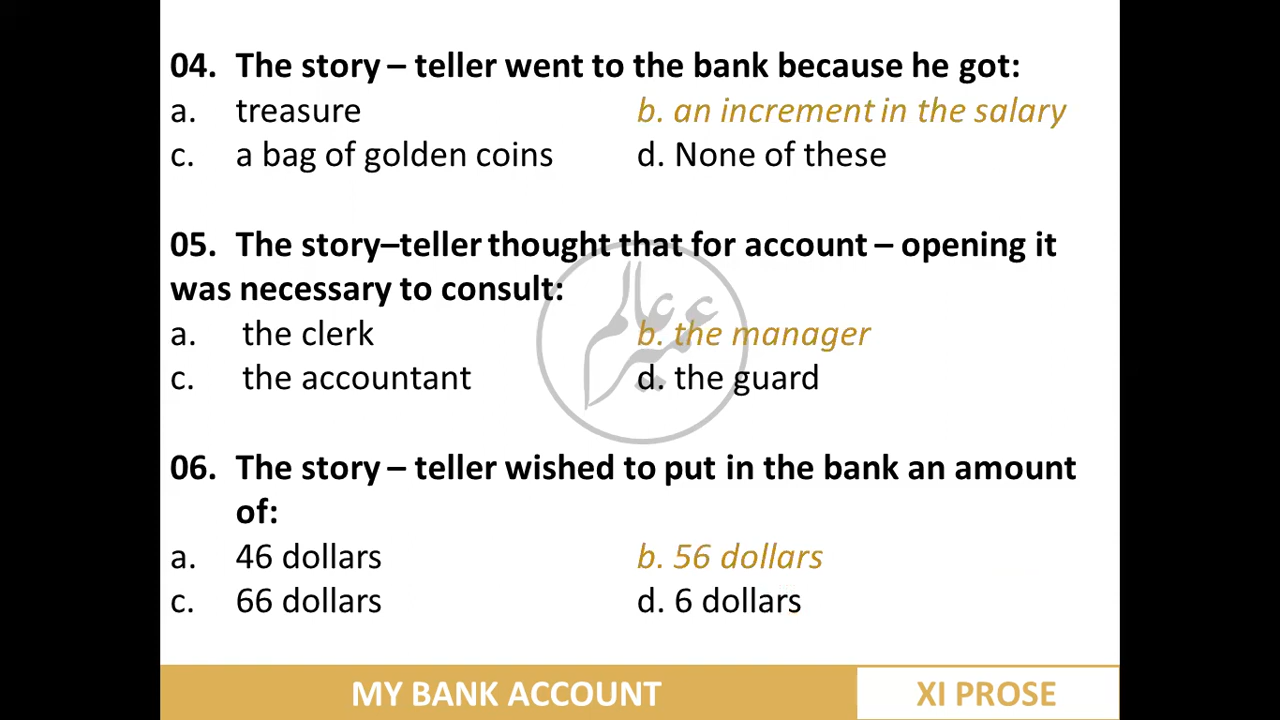 04. The story – teller went to the bank because he got:
a. treasure b. an increment in the salary
c. a bag of golden coins d. None of these
05. The story–teller thought that for account – opening it
was necessary to consult:
a. the clerk b. the manager
c. the accountant d. the guard
06. The story – teller wished to put in the bank an amount
of:
a. 46 dollars b. 56 dollars
c. 66 dollars d. 6 dollars
MY BANK ACCOUNT XI PROSE